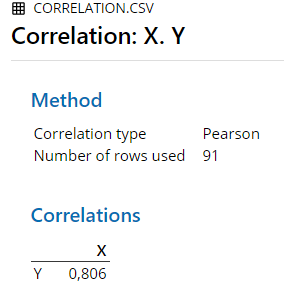 CORRELATION.CSV
Correlation: X. Y
Method
Correlation type Pearson
Number of rows used 91
Correlations
X
Y 0,806